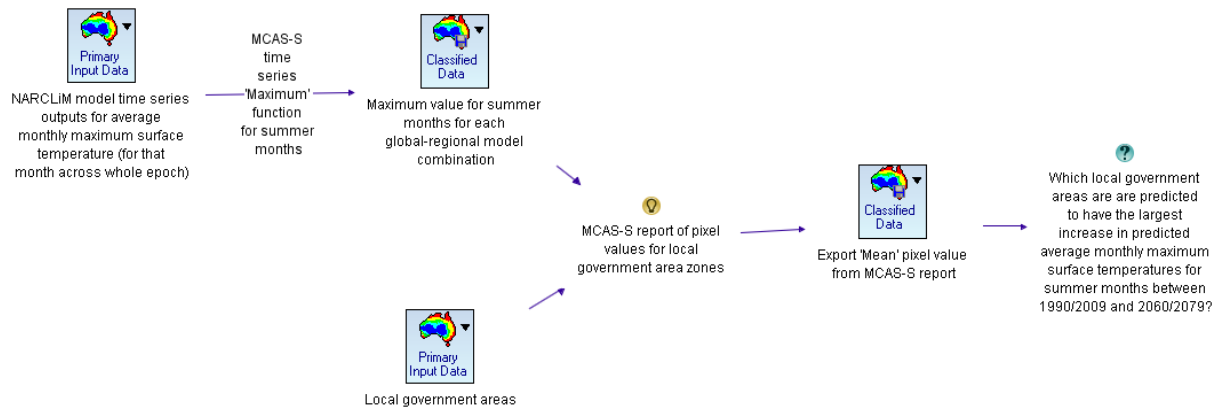 Primary
Input Data
NARCLiM model time series
outputs for average
monthly maximum surface
temperature (for that
month across whole epoch)
MCAS-S
time
series
'Maximum'
function
for summer
months
Classified
Data
Maximum value for summer
months for each
global-regional model
combination
MCAS-S report of pixel
values for local
government area zones
Primary
Input Data
Local government areas
Classified
Data
Export 'Mean' pixel value
from MCAS-S report
?
Which local government
areas are are predicted
to have the largest
increase in predicted
average monthly maximum
surface temperatures for
summer months between
1990/2009 and 2060/2079?